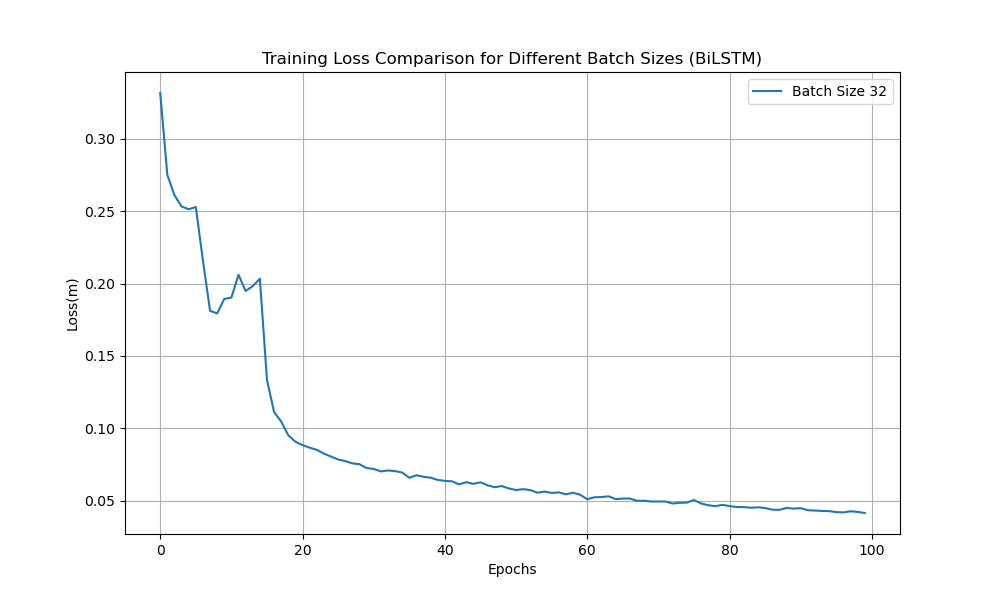 Training Loss Comparison for Different Batch Sizes (BiLSTM)
Batch Size 32
Loss(m)
0.30
0.25
0.20
0.15
0.10
0.05
0 20 40 60 80 100
Epochs